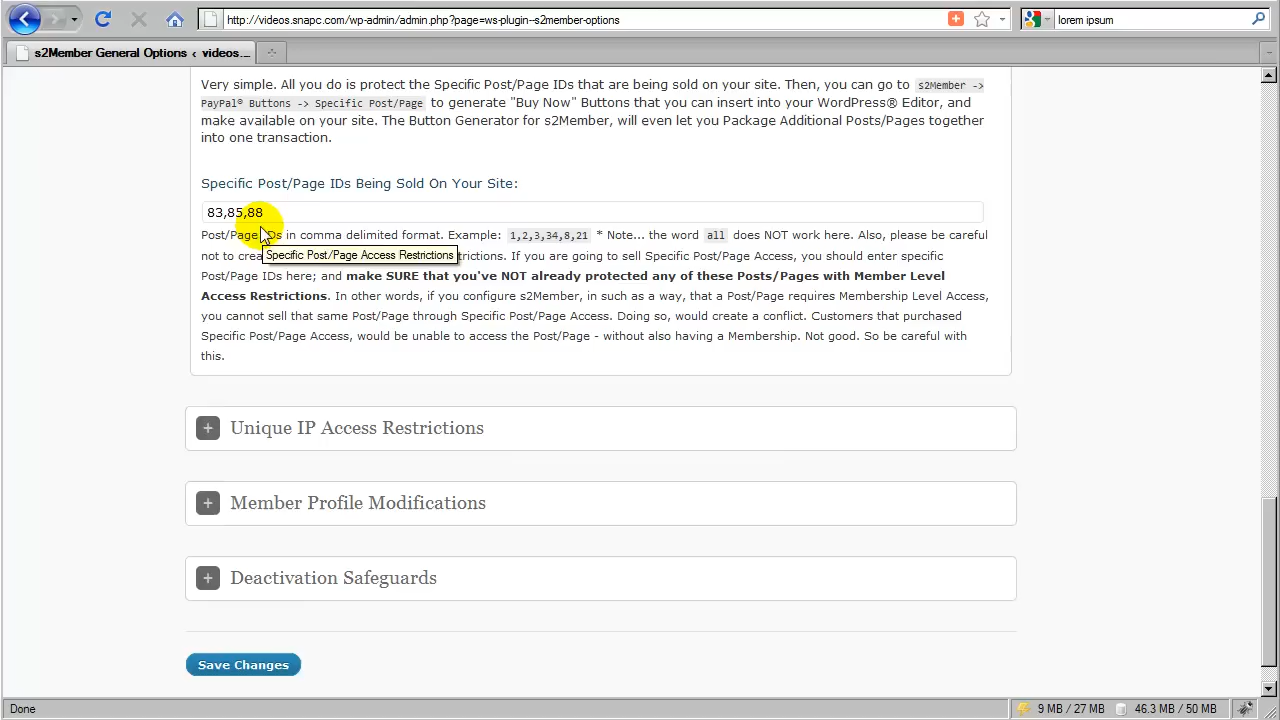 http://videos.snapc.com/wp-admin/admin.php?page=ws-plugin--s2member-options
lorem ipsum
s2Member General Options ‹ videos....
Very simple. All you do is protect the Specific Post/Page IDs that are being sold on your site. Then, you can go to s2Member ->
PayPal® Buttons -> Specific Post/Page to generate "Buy Now" Buttons that you can insert into your WordPress® Editor, and
make available on your site. The Button Generator for s2Member, will even let you Package Additional Posts/Pages together
into one transaction.
Specific Post/Page IDs Being Sold On Your Site:
83,85,88
Post/Page IDs in comma delimited format. Example: 1,2,3,34,8,21 * Note... the word all does NOT work here. Also, please be careful
not to crea
Specific Post/Page Access Restrictions
trictions. If you are going to sell Specific Post/Page Access, you should enter specific
Post/Page IDs here; and make SURE that you've NOT already protected any of these Posts/Pages with Member Level
Access Restrictions. In other words, if you configure s2Member, in such as a way, that a Post/Page requires Membership Level Access,
you cannot sell that same Post/Page through Specific Post/Page Access. Doing so, would create a conflict. Customers that purchased
Specific Post/Page Access, would be unable to access the Post/Page - without also having a Membership. Not good. So be careful with
this.
Unique IP Access Restrictions
Member Profile Modifications
Deactivation Safeguards
Save Changes
Done
9 MB / 27 MB
46.3 MB / 50 MB